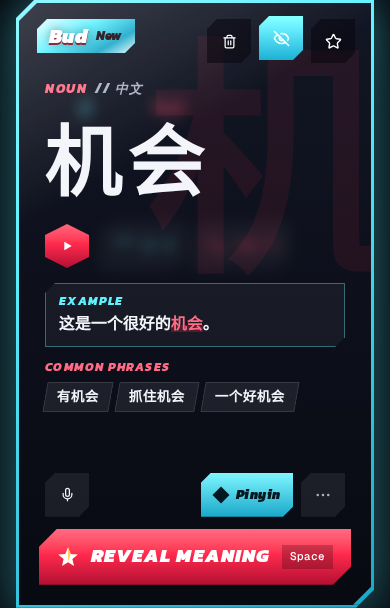 Bud New
NOUN // 中文
机会
EXAMPLE
这是一个很好的机会。
COMMON PHRASES
有机会 抓住机会 一个好机会
Pinyin
REVEAL MEANING Space